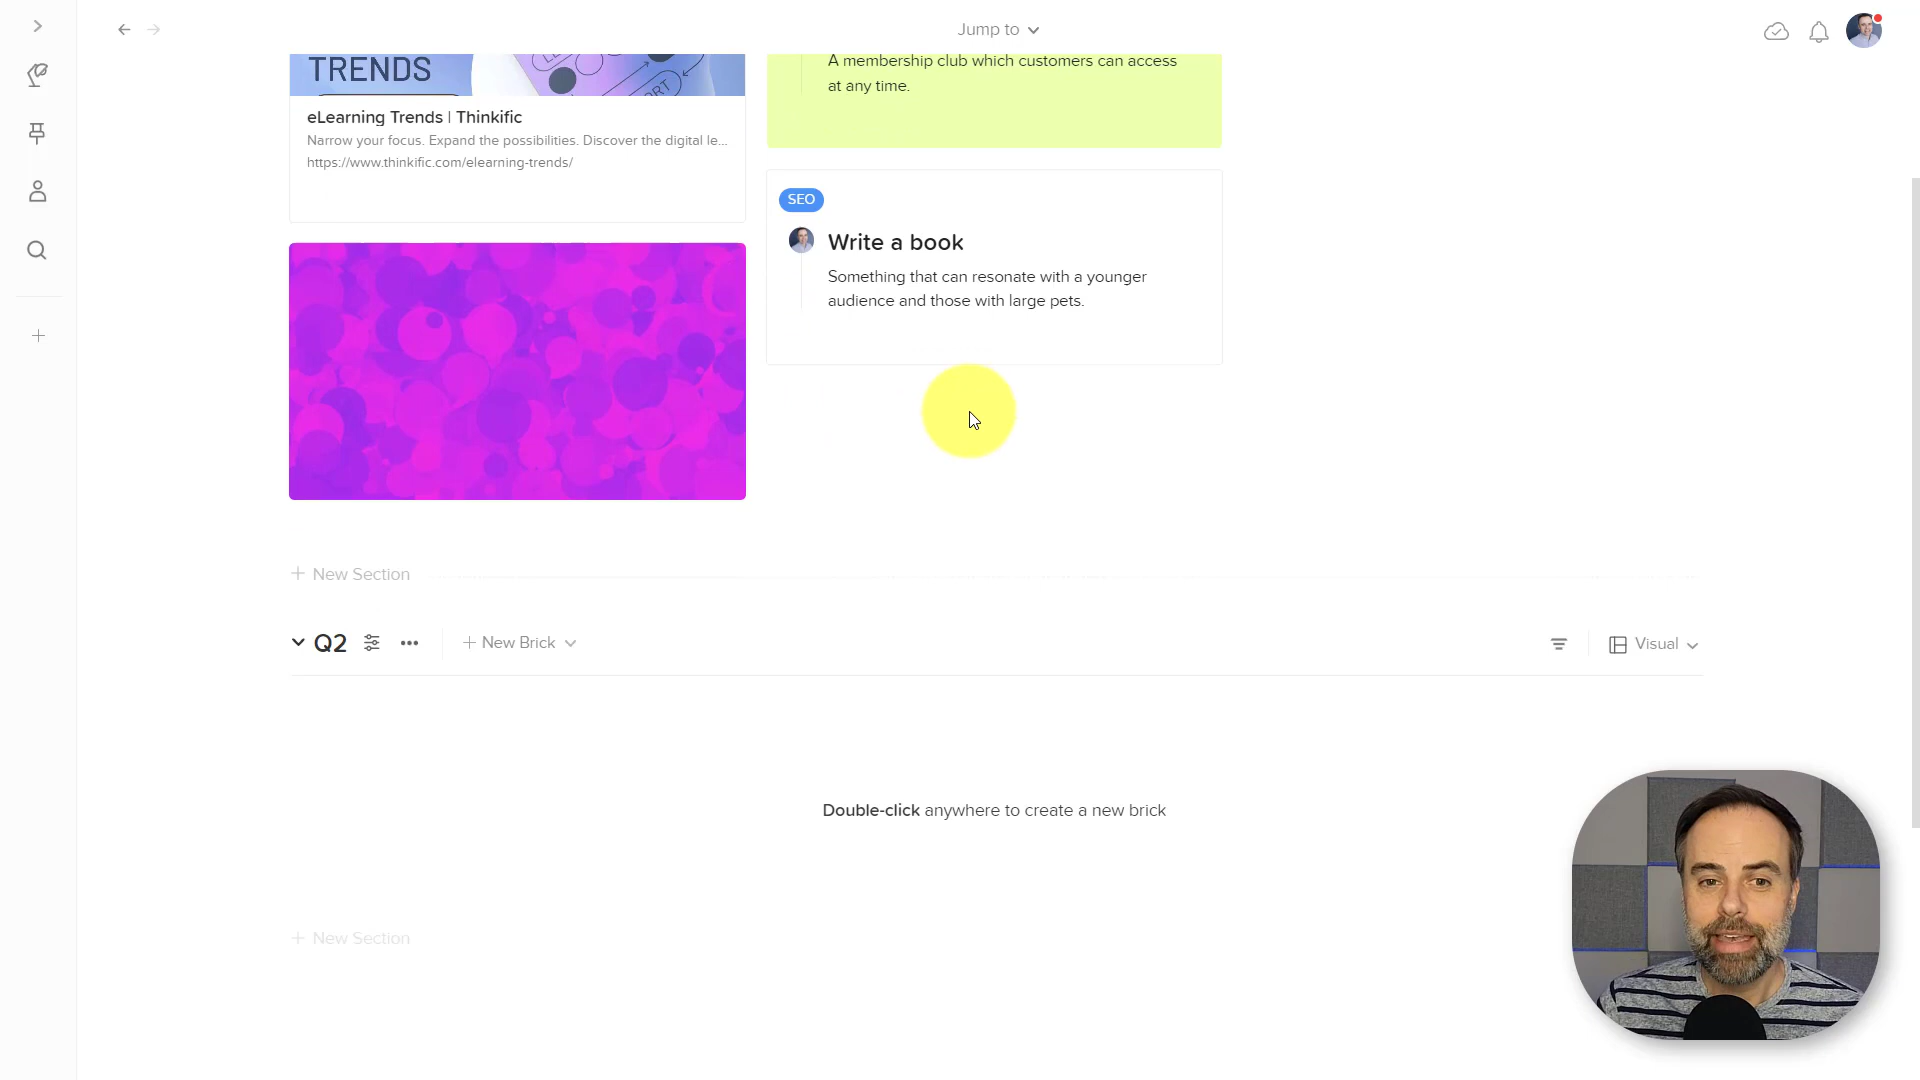 Jump to
TRENDS
eLearning Trends | Thinkific
Narrow your focus. Expand the possibilities. Discover the digital le...
https://www.thinkific.com/elearning-trends/
A membership club which customers can access
at any time.
SEO
Write a book
Something that can resonate with a younger
audience and those with large pets.
+ New Section
Q2
+ New Brick
Visual
Double-click anywhere to create a new brick
+ New Section